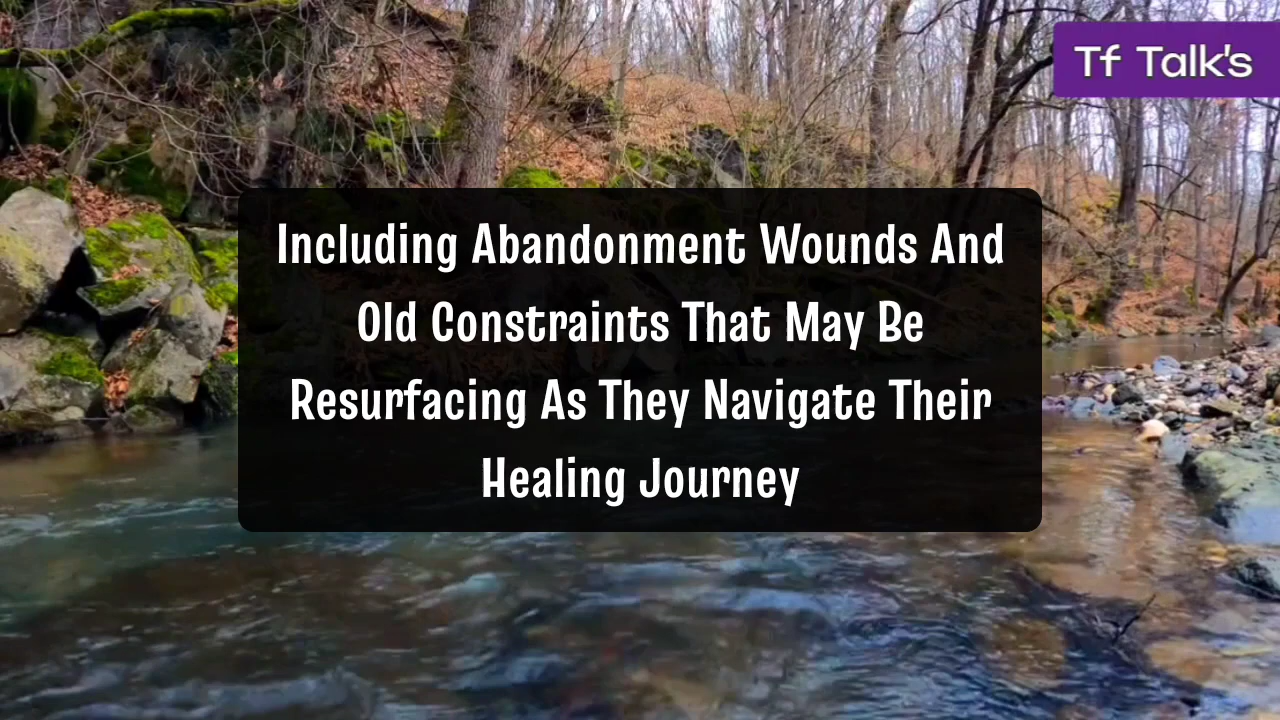 Tf Talk's
Including Abandonment Wounds And
Old Constraints That May Be
Resurfacing As They Navigate Their
Healing Journey